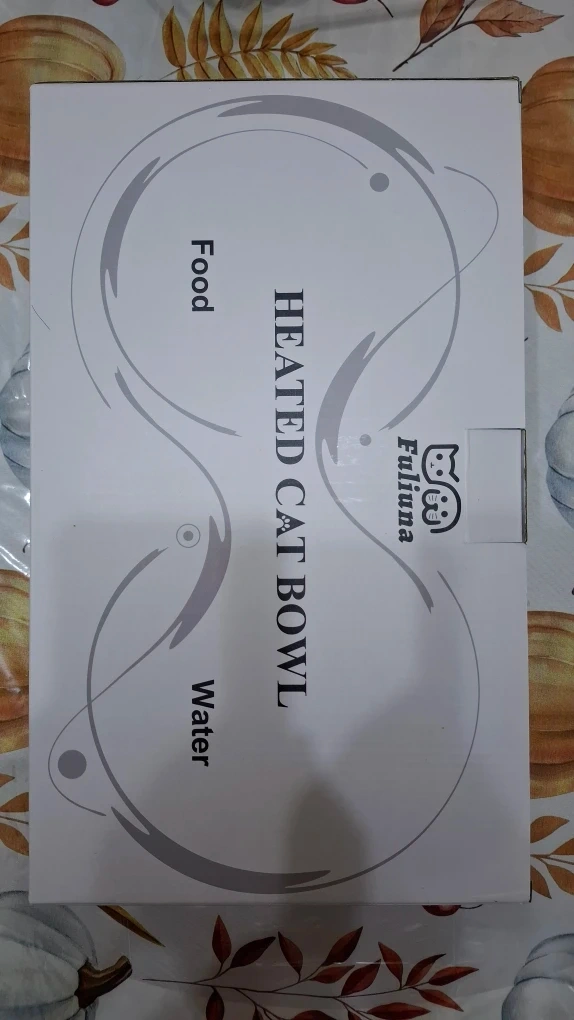 Fuliuna
HEATED CAT BOWL
Food
Water